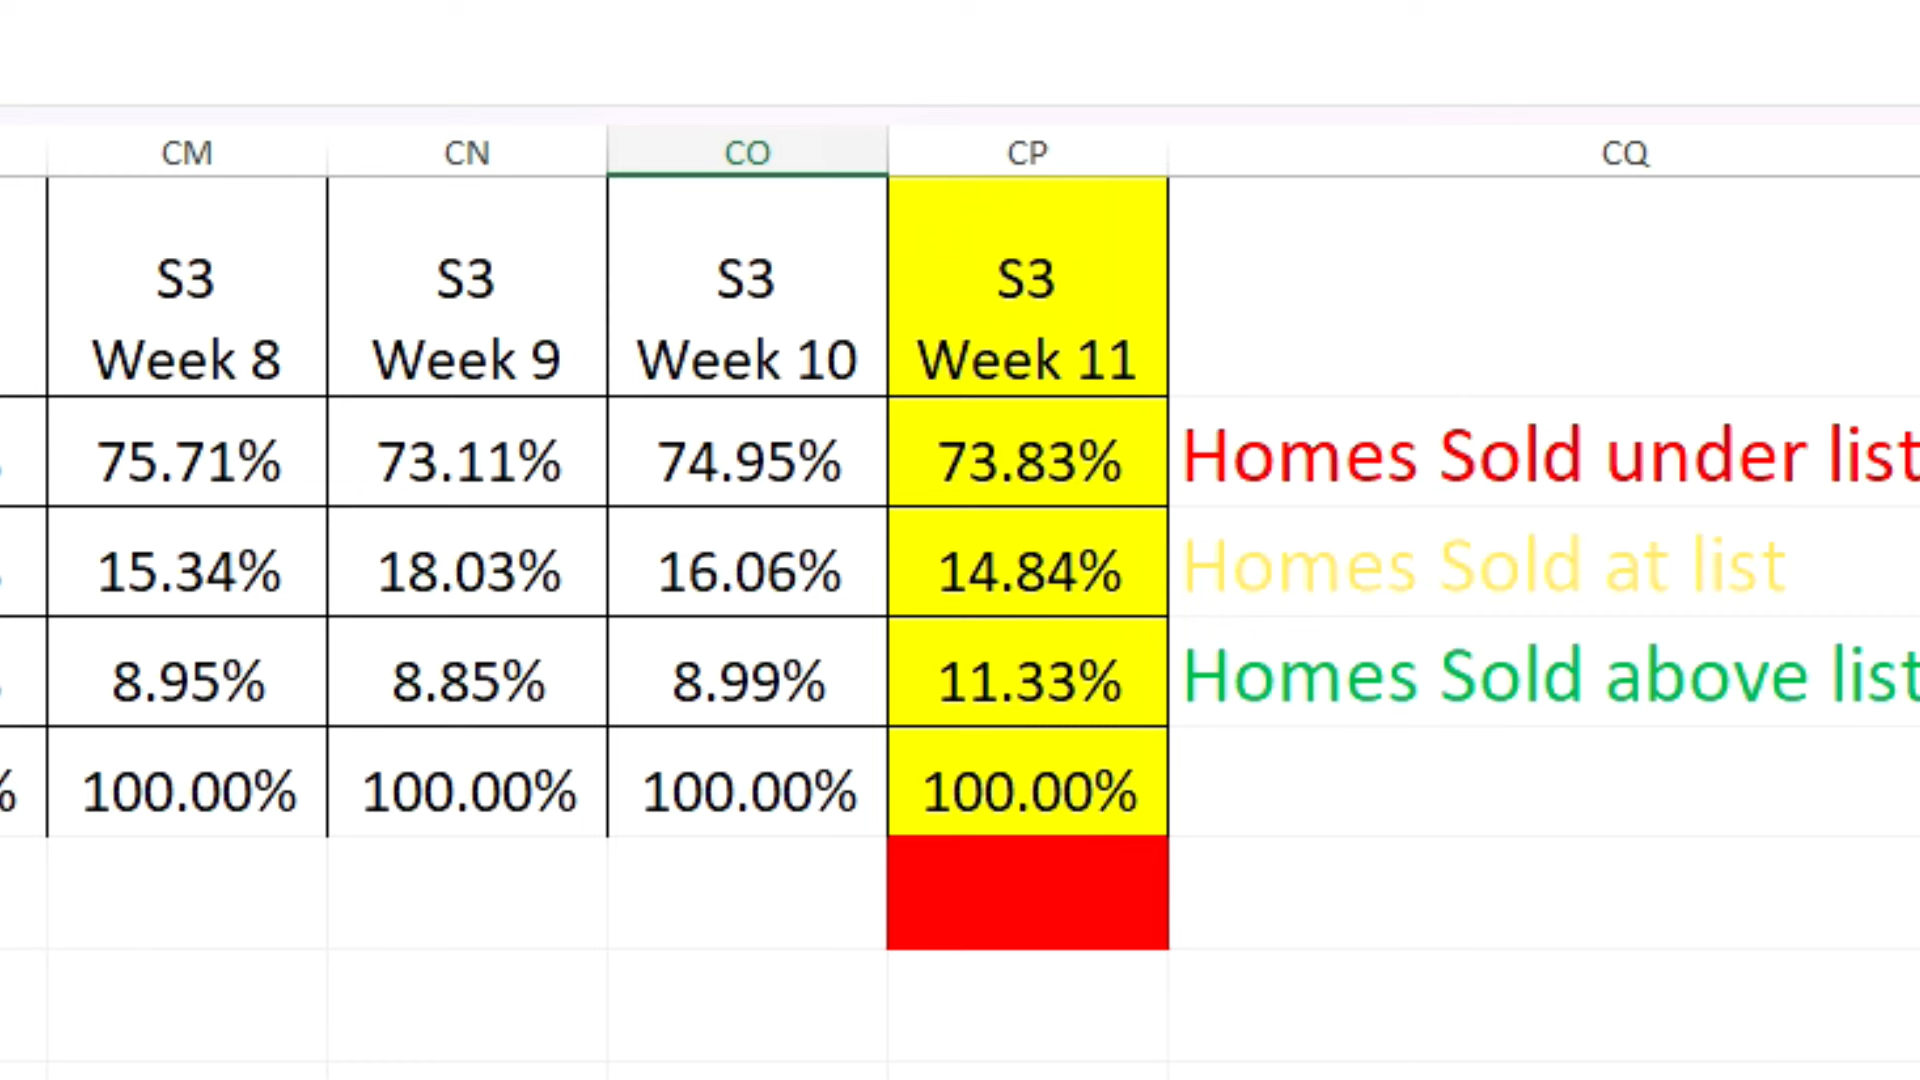 CM CN CO CP CQ
S3 S3 S3 S3
Week 8 Week 9 Week 10 Week 11
75.71% 73.11% 74.95% 73.83% Homes Sold under list
15.34% 18.03% 16.06% 14.84% Homes Sold at list
8.95% 8.85% 8.99% 11.33% Homes Sold above list
% 100.00% 100.00% 100.00% 100.00%